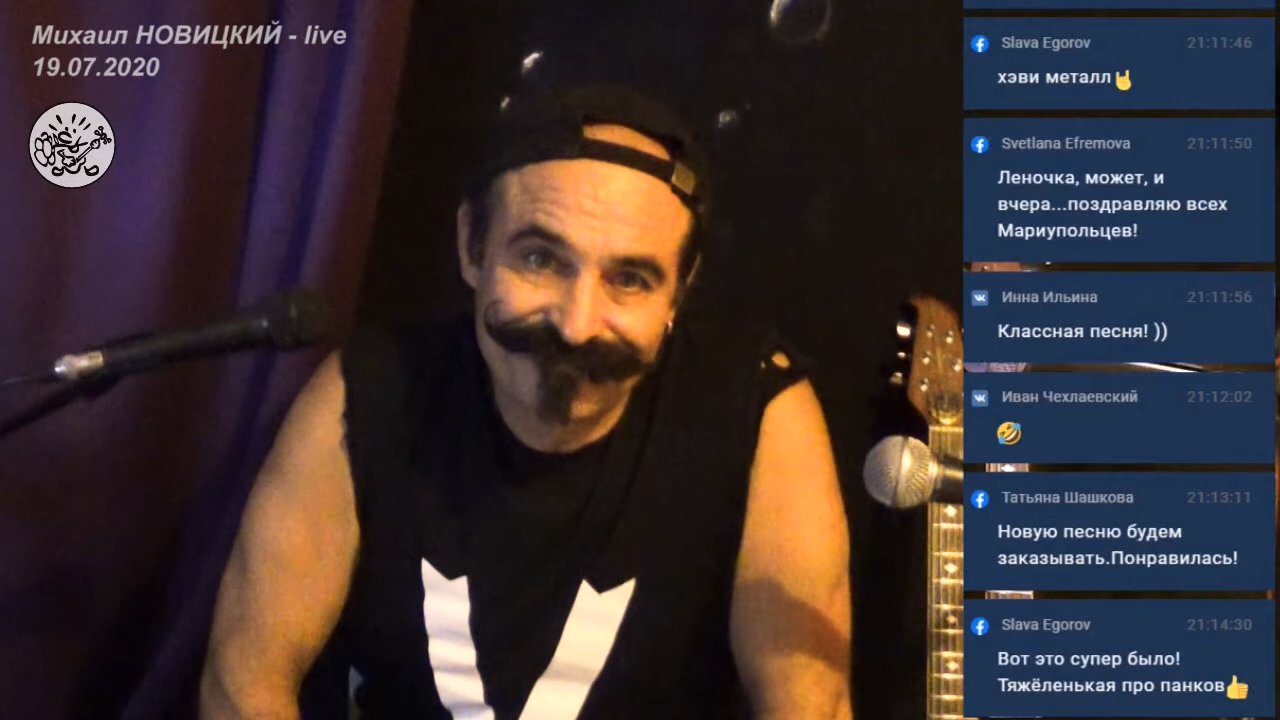 Михаил НОВИЦКИЙ - live
19.07.2020
Slava Egorov 21:11:46
хэви металл🤘
Svetlana Efremova 21:11:50
Леночка, может, и
вчера...поздравляю всех
Мариупольцев!
Инна Ильина 21:11:56
Классная песня! ))
Иван Чехлаевский 21:12:02
🤣
Татьяна Шашкова 21:13:11
Новую песню будем
заказывать.Понравилась!
Slava Egorov 21:14:30
Вот это супер было!
Тяжёленькая про панков👍